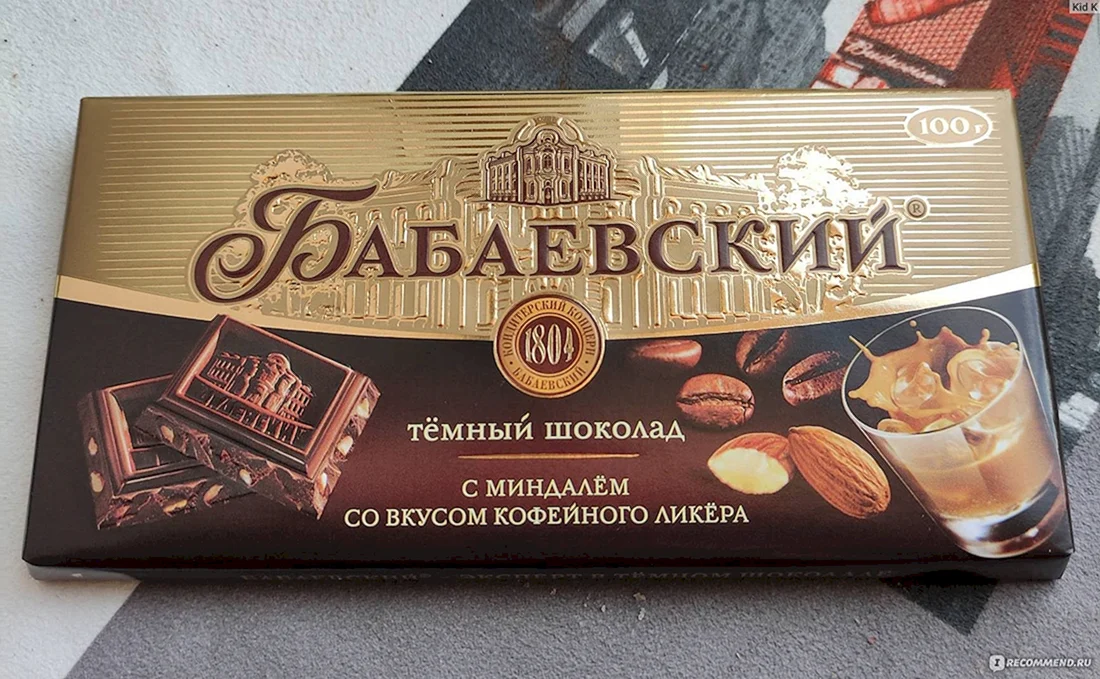 Kid K
100 г
БАБАЕВСКИЙ®
КОНДИТЕРСКИЙ КОНЦЕРН
1804
БАБАЕВСКИЙ
тёмный шоколад
С МИНДАЛЁМ
СО ВКУСОМ КОФЕЙНОГО ЛИКЁРА
RECOMMEND.RU